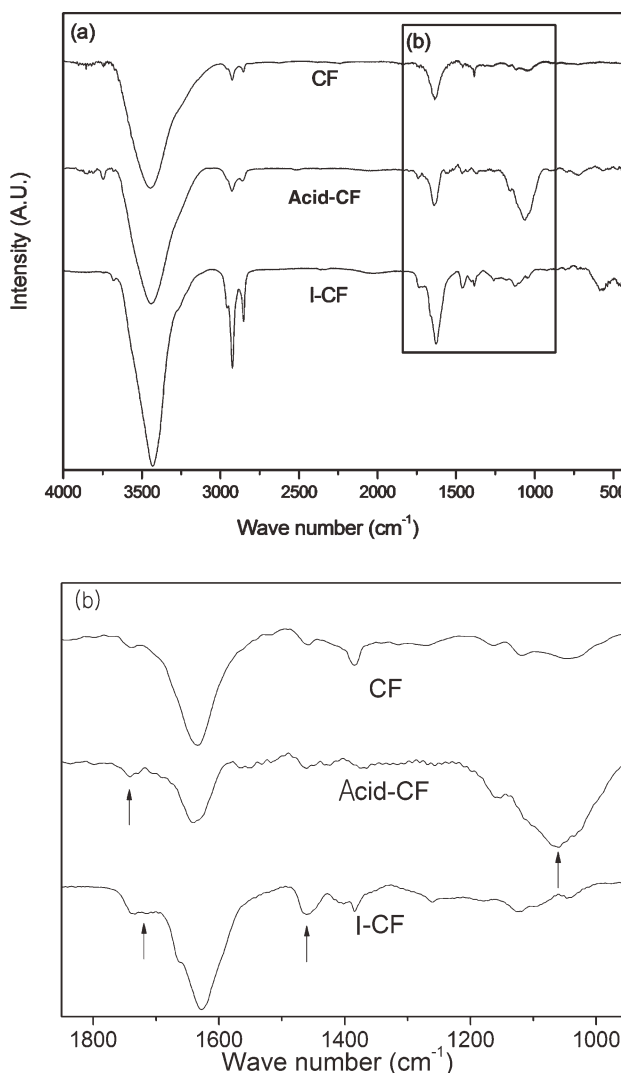 (a)
(b)
CF
Acid-CF
I-CF
Intensity (A.U.)
4000 3500 3000 2500 2000 1500 1000 500
Wave number (cm⁻¹)
(b)
CF
Acid-CF
I-CF
1800 1600 1400 1200 1000
Wave number (cm⁻¹)